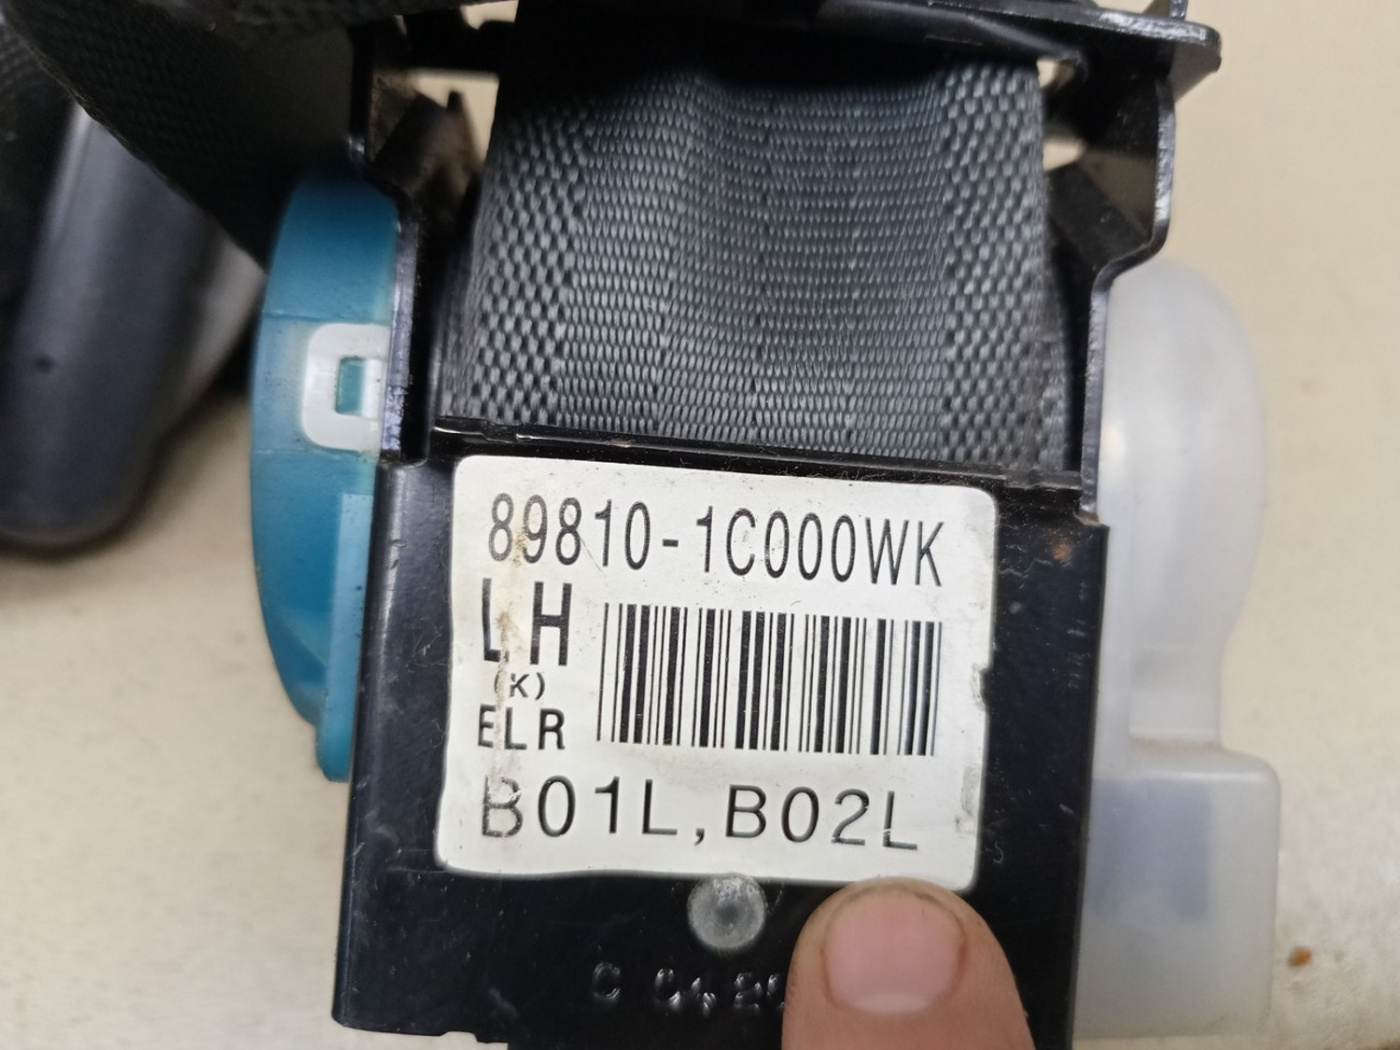 89810-1C000WK
LH
(K)
ELR
B01L,B02L